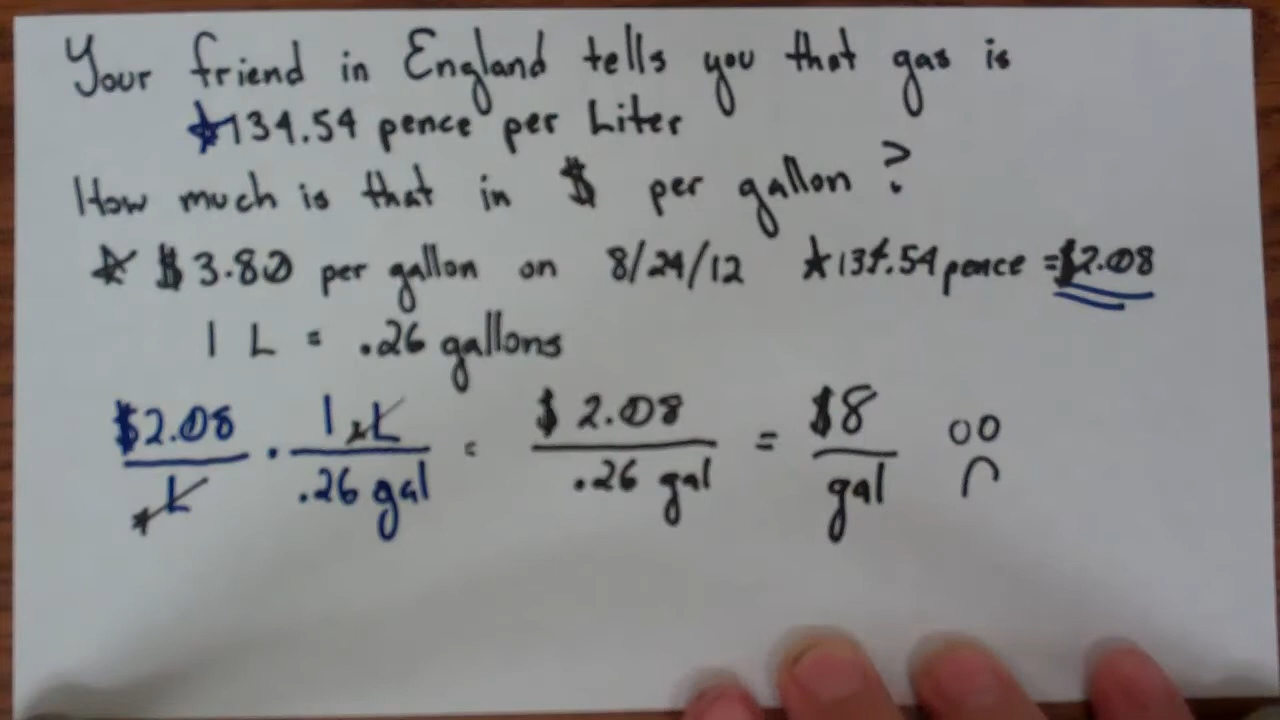 Your friend in England tells you that gas is
★134.54 pence per Liter
How much is that in $ per gallon?
★ $3.80 per gallon on 8/24/12 ★134.54 pence = $2.08
1 L = .26 gallons
$2.08/L · 1 L/.26 gal = $2.08/.26 gal = $8/gal